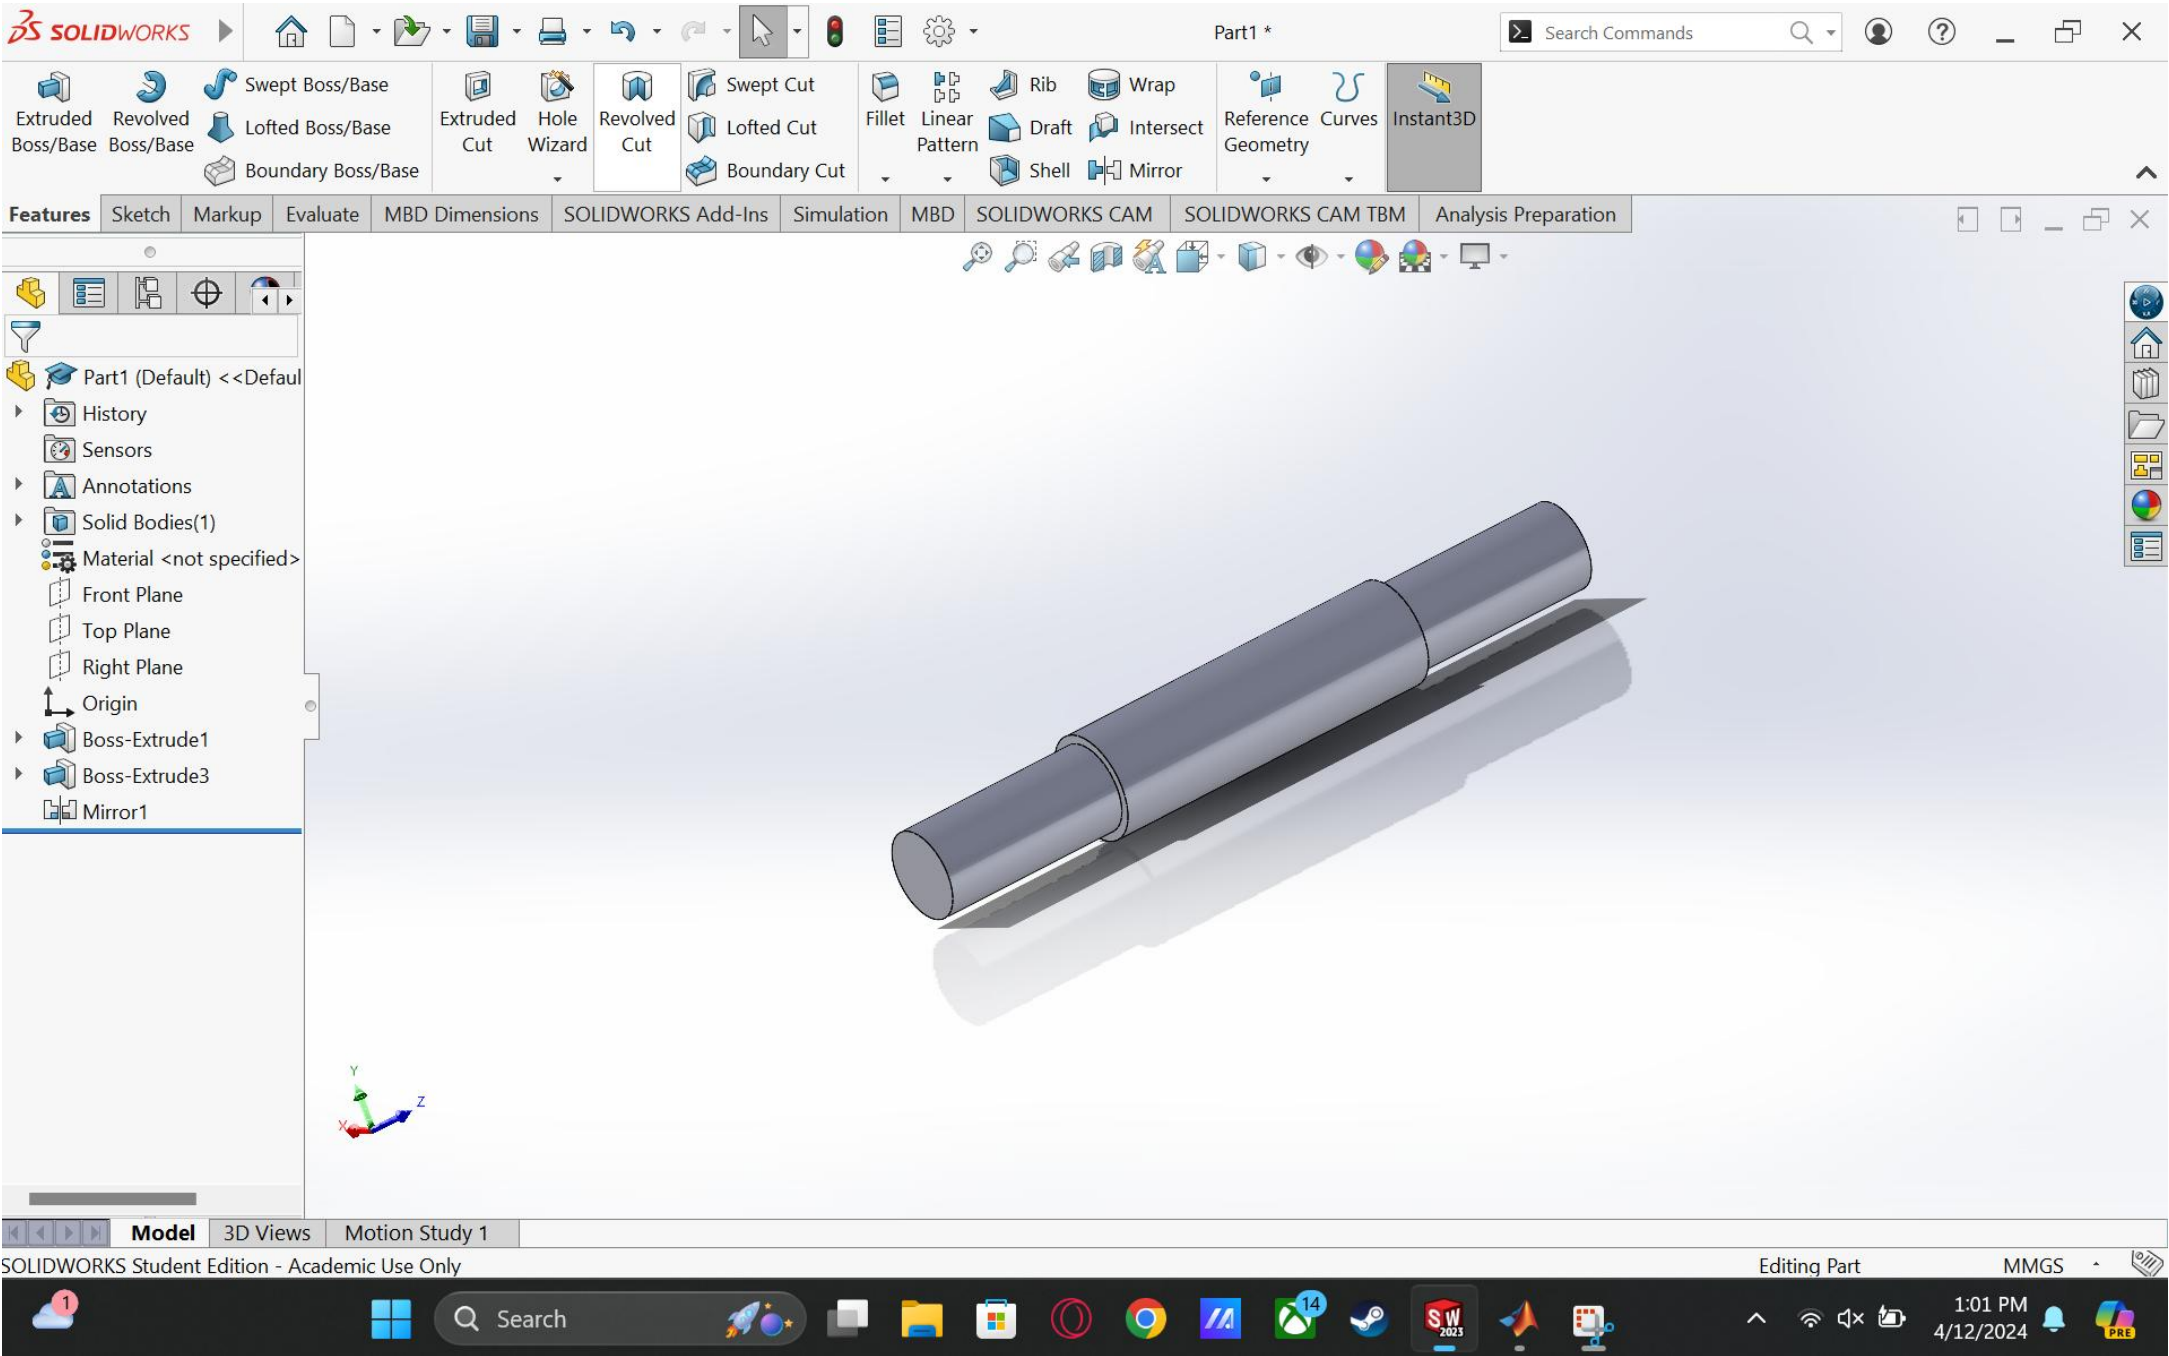 SOLIDWORKS
Part1 *
Search Commands
Extruded Boss/Base
Revolved Boss/Base
Swept Boss/Base
Lofted Boss/Base
Boundary Boss/Base
Extruded Cut
Hole Wizard
Revolved Cut
Swept Cut
Lofted Cut
Boundary Cut
Fillet
Linear Pattern
Rib
Draft
Shell
Wrap
Intersect
Mirror
Reference Geometry
Curves
Instant3D
Features
Sketch
Markup
Evaluate
MBD Dimensions
SOLIDWORKS Add-Ins
Simulation
MBD
SOLIDWORKS CAM
SOLIDWORKS CAM TBM
Analysis Preparation
Part1 (Default) <<Defaul
History
Sensors
Annotations
Solid Bodies(1)
Material <not specified>
Front Plane
Top Plane
Right Plane
Origin
Boss-Extrude1
Boss-Extrude3
Mirror1
Y
Z
X
Model
3D Views
Motion Study 1
SOLIDWORKS Student Edition - Academic Use Only
Editing Part
MMGS
1
Search
14
SW
2023
1:01 PM
4/12/2024
PRE